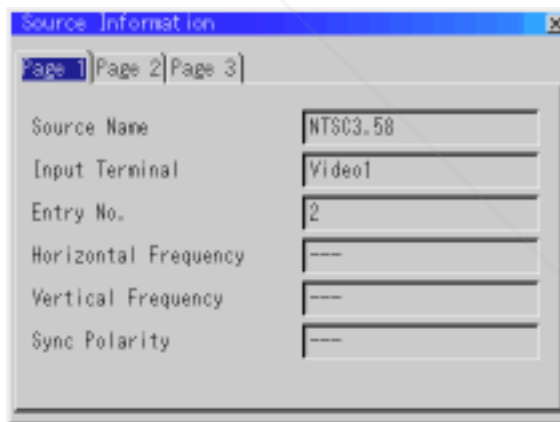 Source Information
Page 1 Page 2 Page 3
Source Name NTSC3.58
Input Terminal Video1
Entry No. 2
Horizontal Frequency ---
Vertical Frequency ---
Sync Polarity ---